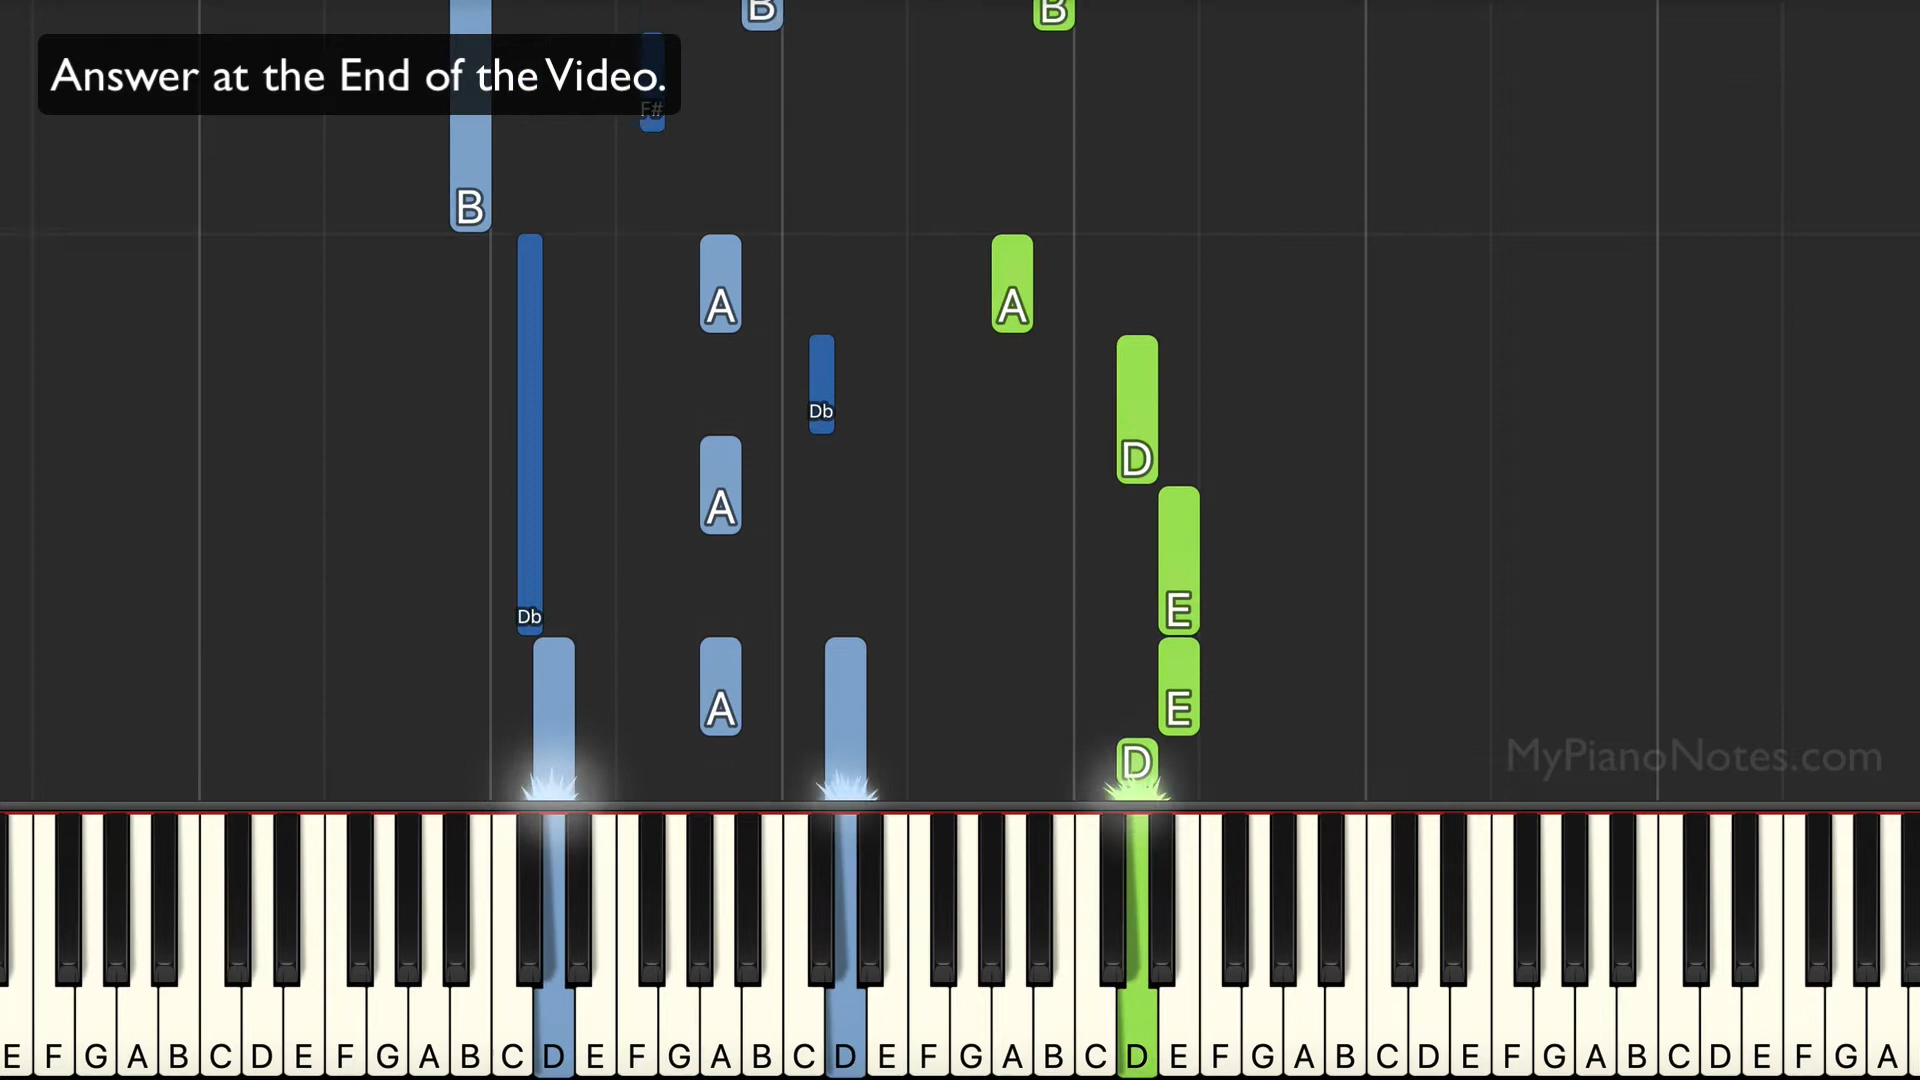 B
B
Answer at the End of the Video.
F#
B
A
A
Db
D
A
E
Db
A
E
D
MyPianoNotes.com
E F G A B C D E F G A B C D E F G A B C D E F G A B C D E F G A B C D E F G A B C D E F G A